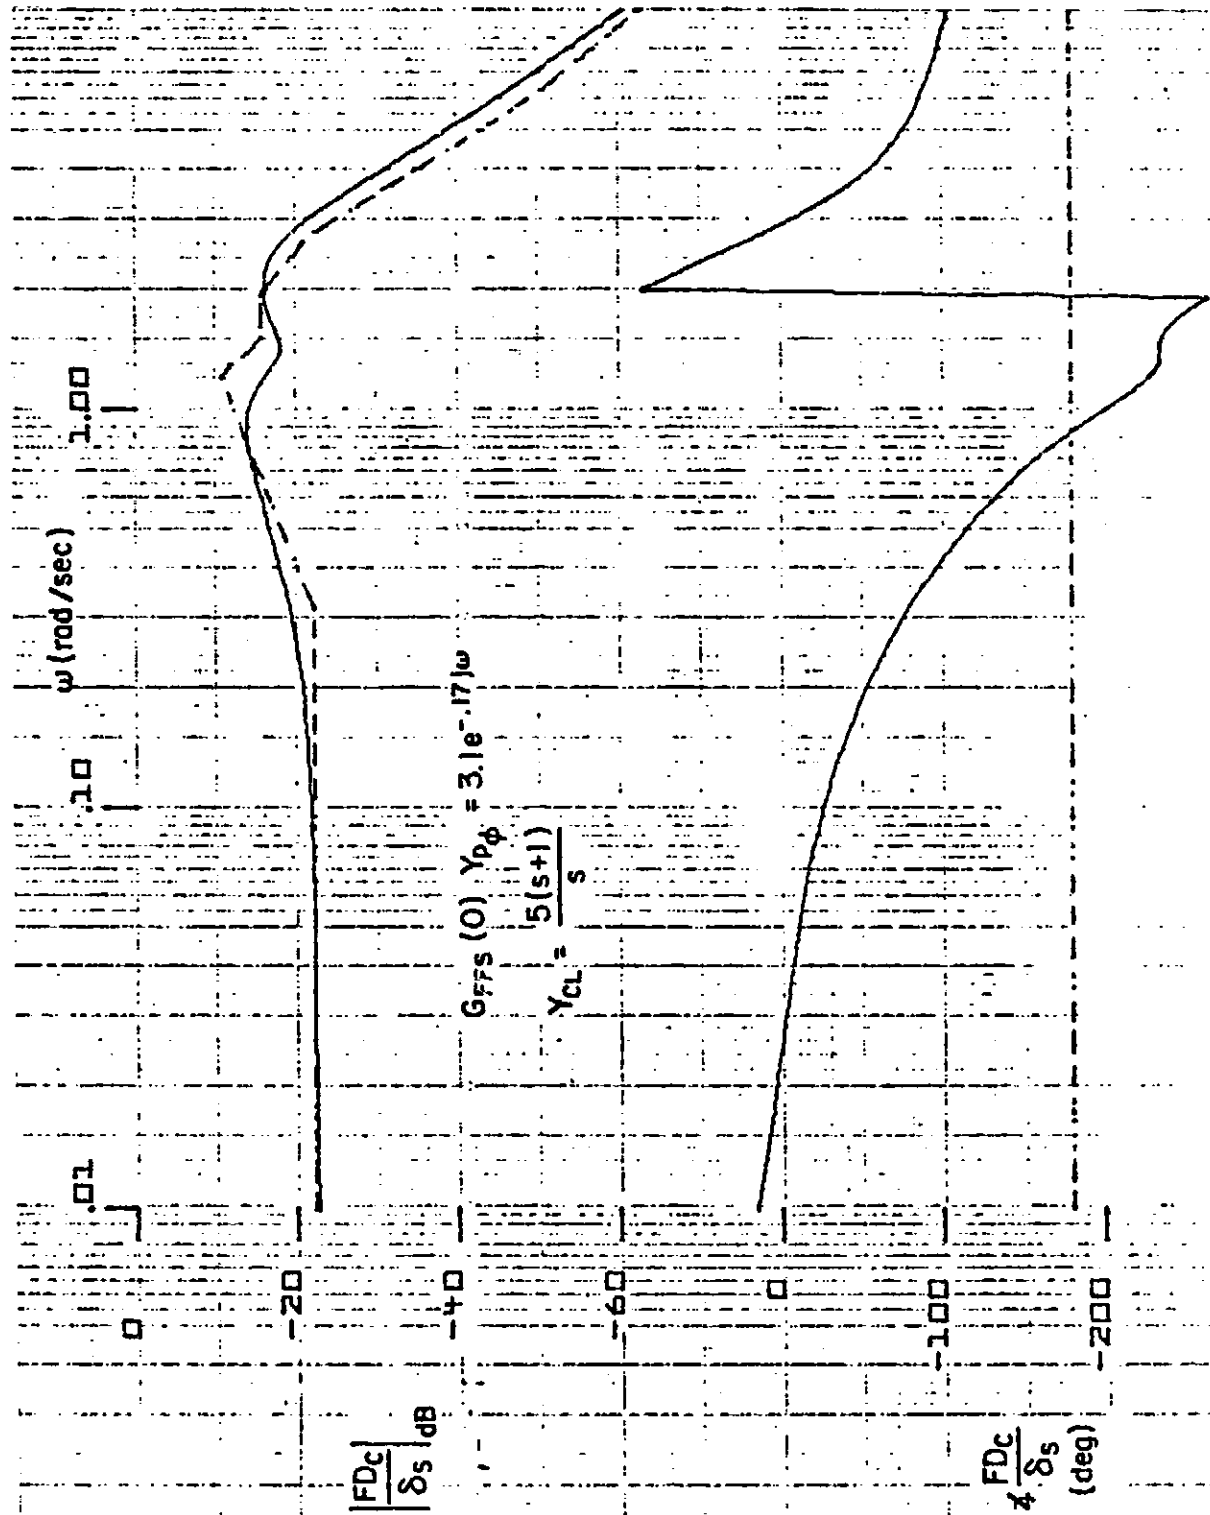 ω (rad/sec)
.01
.10
1.00
0
-20
-40
-60
0
-100
-200
|FDC/δS|dB
∡ FDC/δS
(deg)
GFFS (0) Ypφ = 3.1e^-.17jω
YCL = 5(s+1)/s